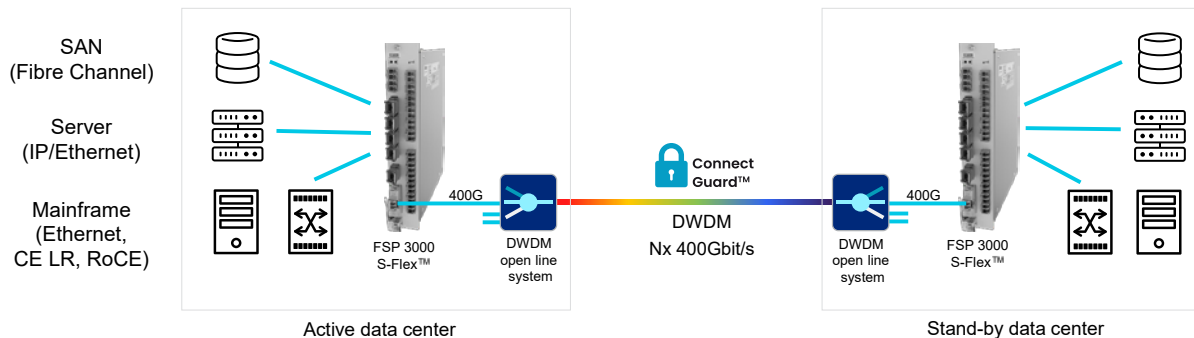 SAN
(Fibre Channel)
Server
(IP/Ethernet)
Mainframe
(Ethernet,
CE LR, RoCE)
FSP 3000
S-Flex™
400G
DWDM
open line
system
Active data center
Connect
Guard™
DWDM
Nx 400Gbit/s
DWDM
open line
system
400G
FSP 3000
S-Flex™
Stand-by data center